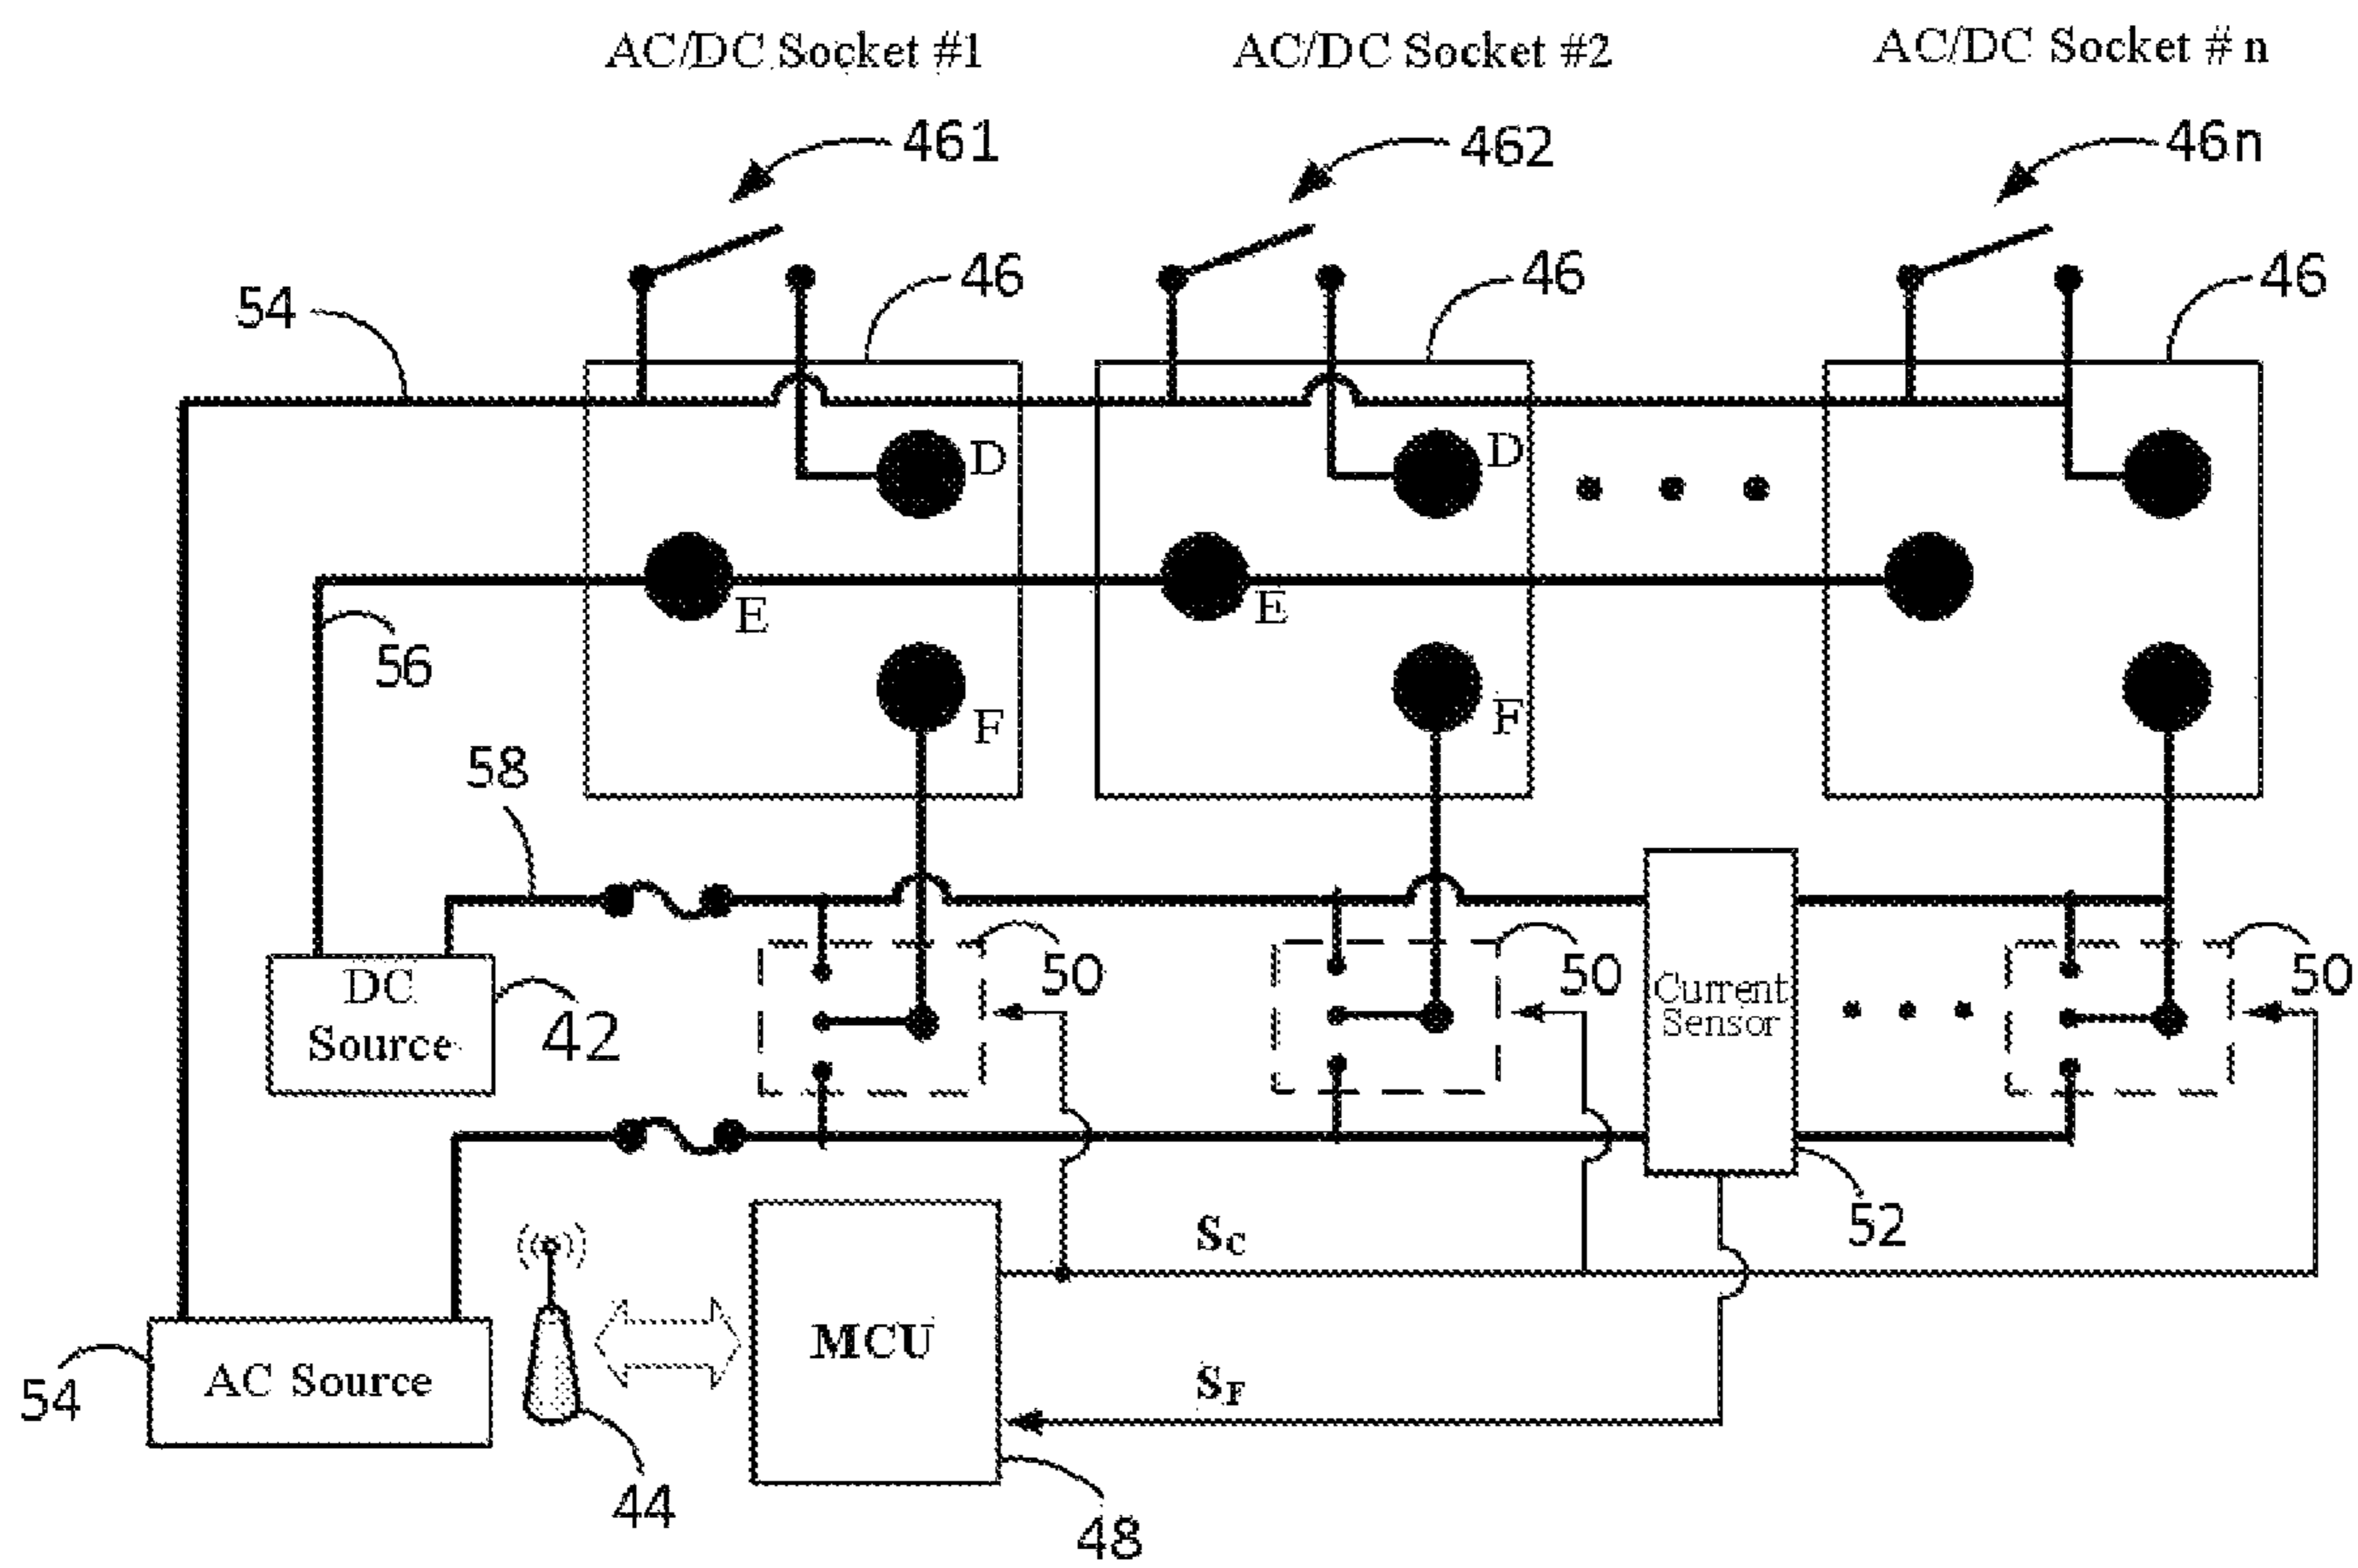 AC/DC Socket #1
AC/DC Socket #2
AC/DC Socket # n
461
462
46n
54
46
46
46
D
D
E
E
56
F
F
58
50
50
50
DC
Source
42
Current
Sensor
52
Sc
MCU
SF
AC Source
54
44
48